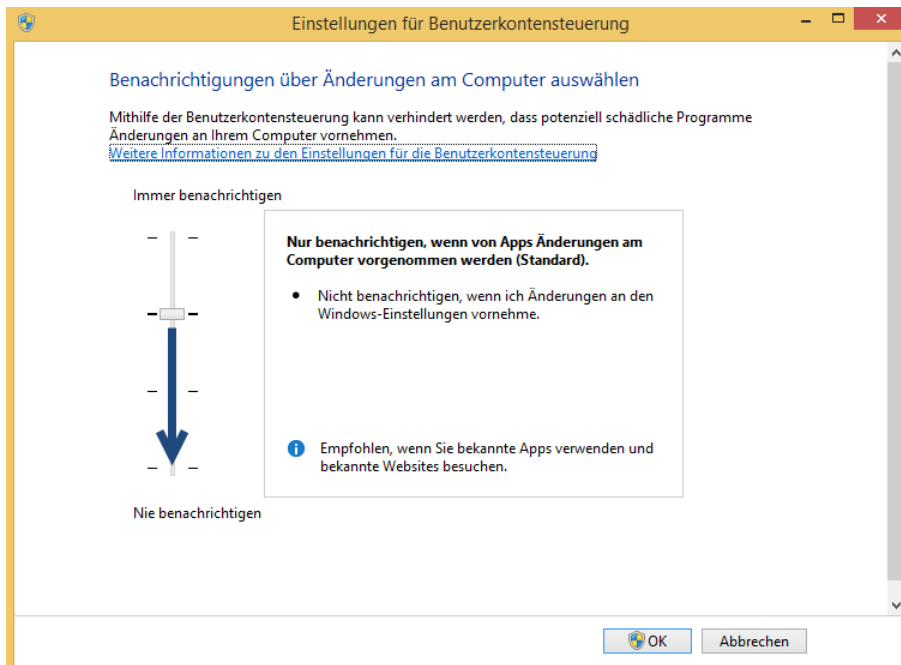 Einstellungen für Benutzerkontensteuerung
Benachrichtigungen über Änderungen am Computer auswählen
Mithilfe der Benutzerkontensteuerung kann verhindert werden, dass potenziell schädliche Programme
Änderungen an Ihrem Computer vornehmen.
Weitere Informationen zu den Einstellungen für die Benutzerkontensteuerung
Immer benachrichtigen
Nur benachrichtigen, wenn von Apps Änderungen am
Computer vorgenommen werden (Standard).
• Nicht benachrichtigen, wenn ich Änderungen an den
Windows-Einstellungen vornehme.
Empfohlen, wenn Sie bekannte Apps verwenden und
bekannte Websites besuchen.
Nie benachrichtigen
OK
Abbrechen